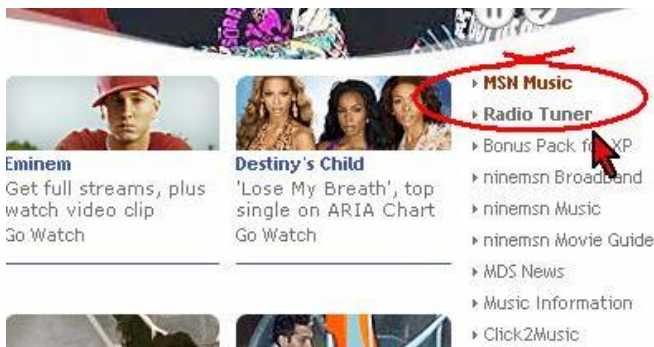 Eminem
Get full streams, plus
watch video clip
Go Watch
Destiny's Child
'Lose My Breath', top
single on ARIA Chart
Go Watch
MSN Music
Radio Tuner
Bonus Pack for XP
ninemsn Broadband
ninemsn Music
ninemsn Movie Guide
MDS News
Music Information
Click2Music